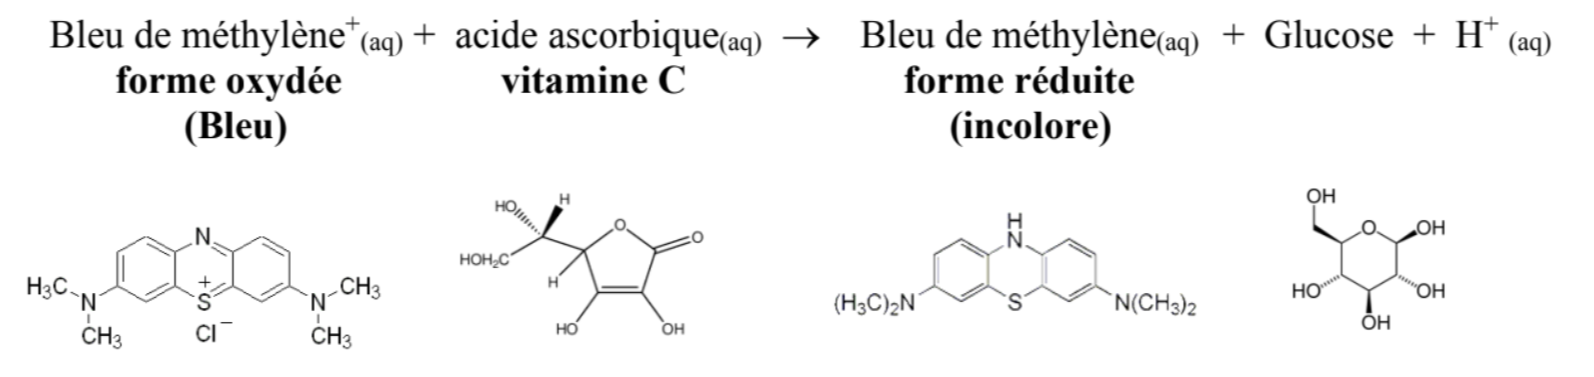 Bleu de méthylène⁺(aq) + acide ascorbique(aq) → Bleu de méthylène(aq) + Glucose + H⁺ (aq)
forme oxydée vitamine C forme réduite
(Bleu) (incolore)
OH
HO H H
N O O N O OH
HOH₂C
H₃C N S + N CH₃ H (H₃C)₂N S N(CH₃)₂ HO OH
CH₃ Cl⁻ CH₃ HO OH OH